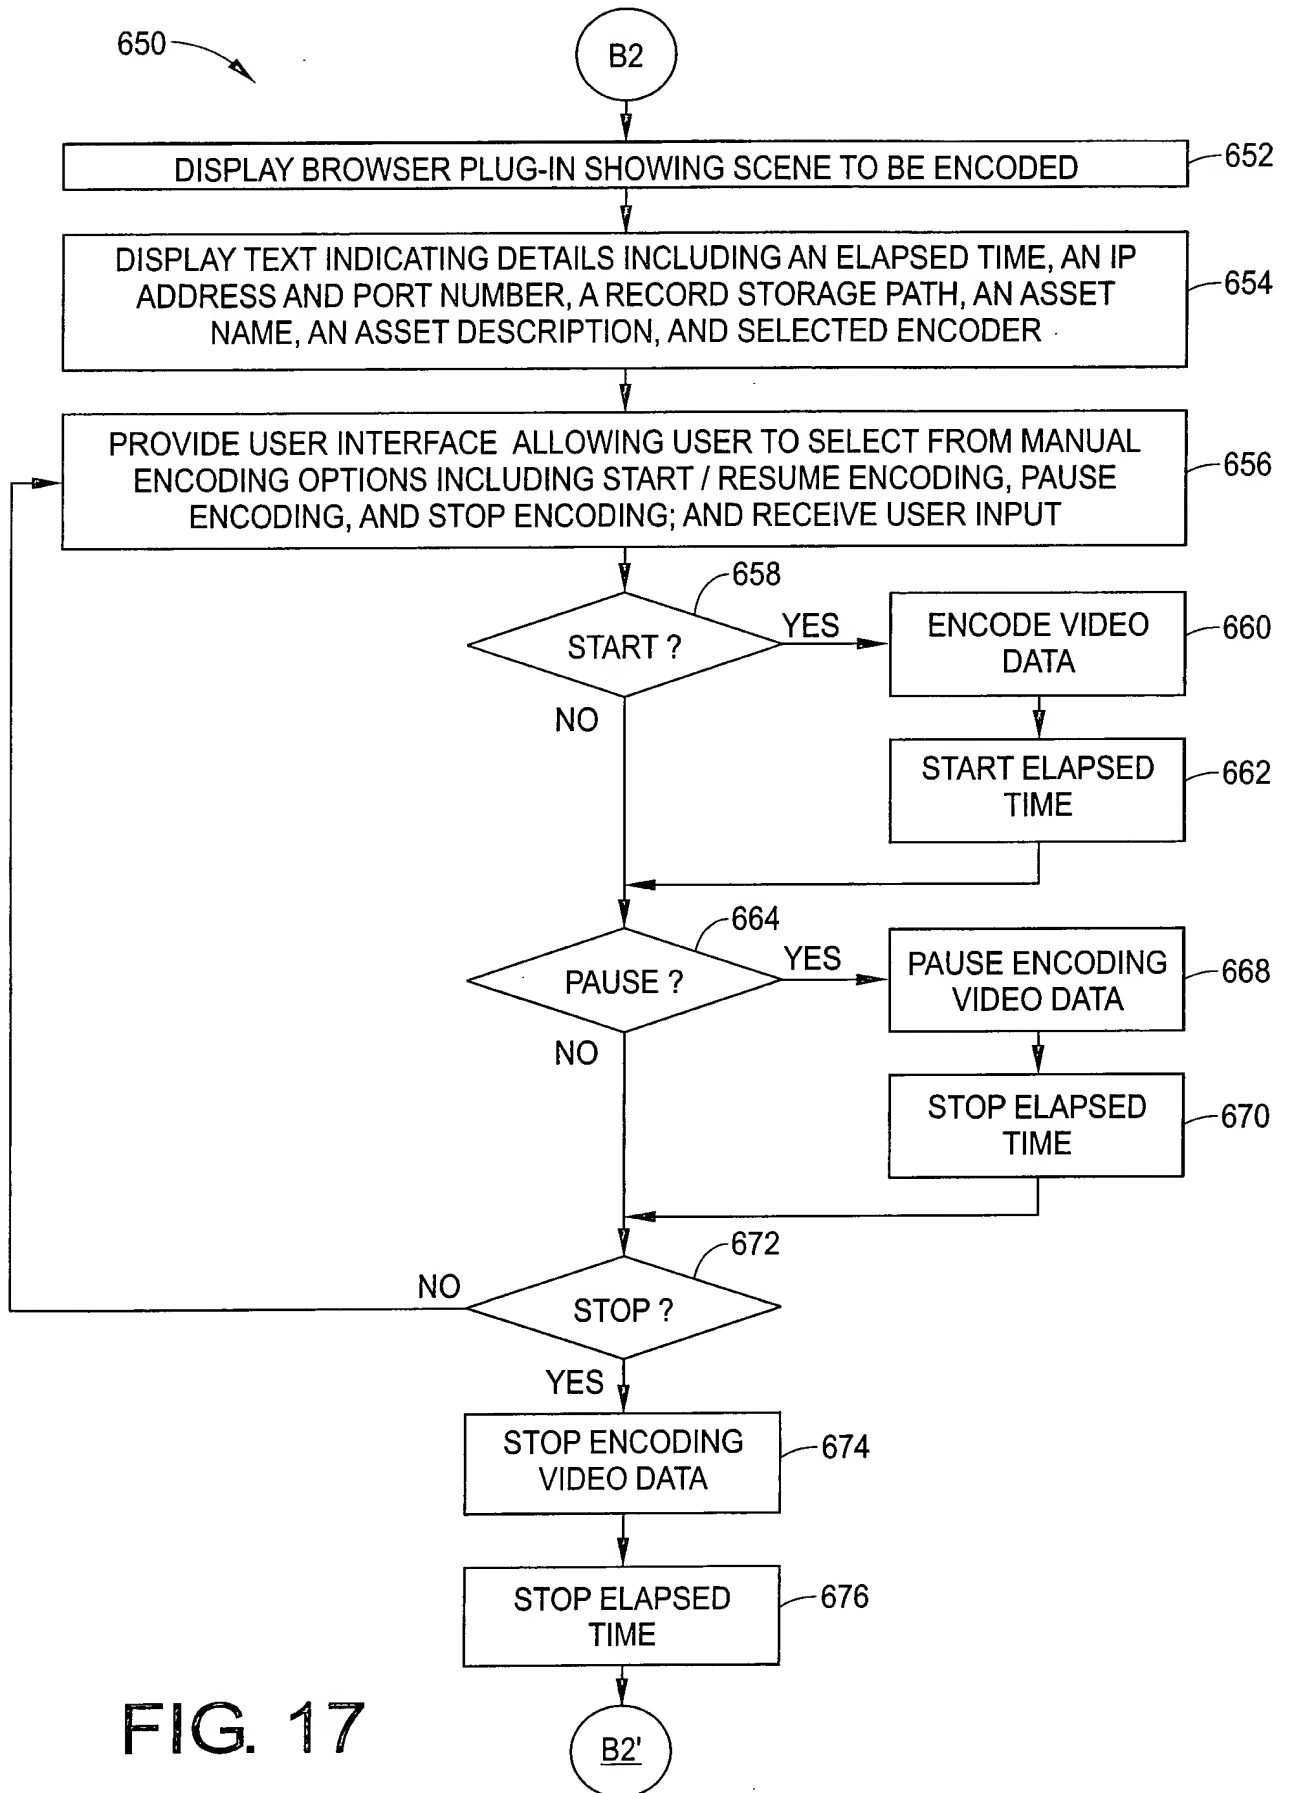 650
B2
DISPLAY BROWSER PLUG-IN SHOWING SCENE TO BE ENCODED
652
DISPLAY TEXT INDICATING DETAILS INCLUDING AN ELAPSED TIME, AN IP
ADDRESS AND PORT NUMBER, A RECORD STORAGE PATH, AN ASSET
NAME, AN ASSET DESCRIPTION, AND SELECTED ENCODER
654
PROVIDE USER INTERFACE ALLOWING USER TO SELECT FROM MANUAL
ENCODING OPTIONS INCLUDING START / RESUME ENCODING, PAUSE
ENCODING, AND STOP ENCODING; AND RECEIVE USER INPUT
656
658
START ?
YES
NO
ENCODE VIDEO
DATA
660
START ELAPSED
TIME
662
664
PAUSE ?
YES
NO
PAUSE ENCODING
VIDEO DATA
668
STOP ELAPSED
TIME
670
672
STOP ?
NO
YES
STOP ENCODING
VIDEO DATA
674
STOP ELAPSED
TIME
676
B2'
FIG. 17